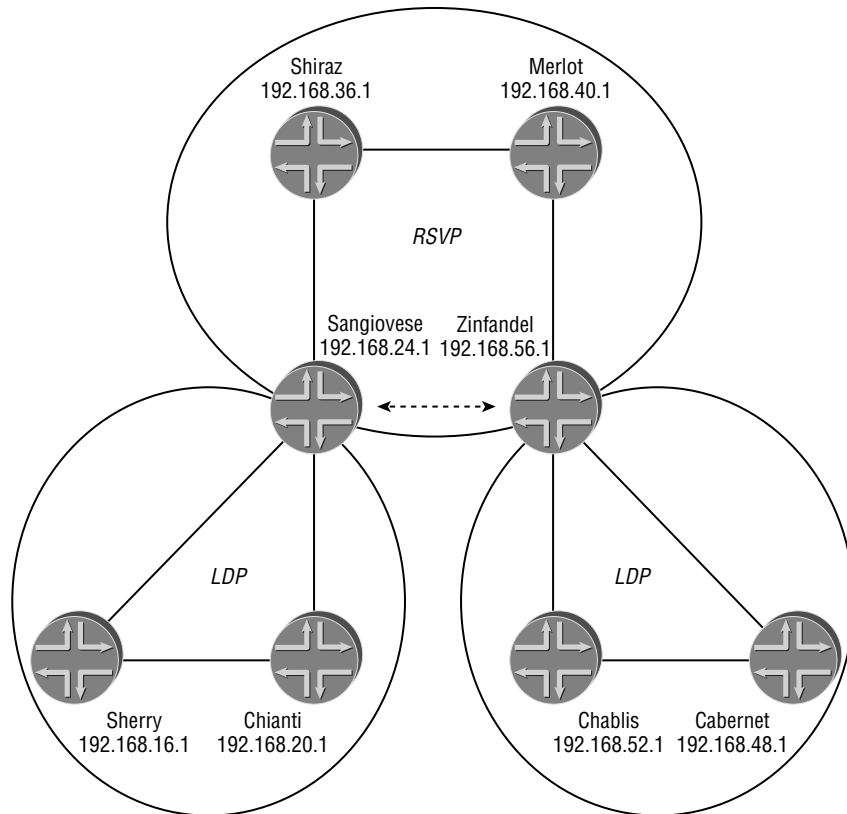 Shiraz
192.168.36.1
Merlot
192.168.40.1
RSVP
Sangiovese
192.168.24.1
Zinfandel
192.168.56.1
LDP
LDP
Sherry
192.168.16.1
Chianti
192.168.20.1
Chablis
192.168.52.1
Cabernet
192.168.48.1